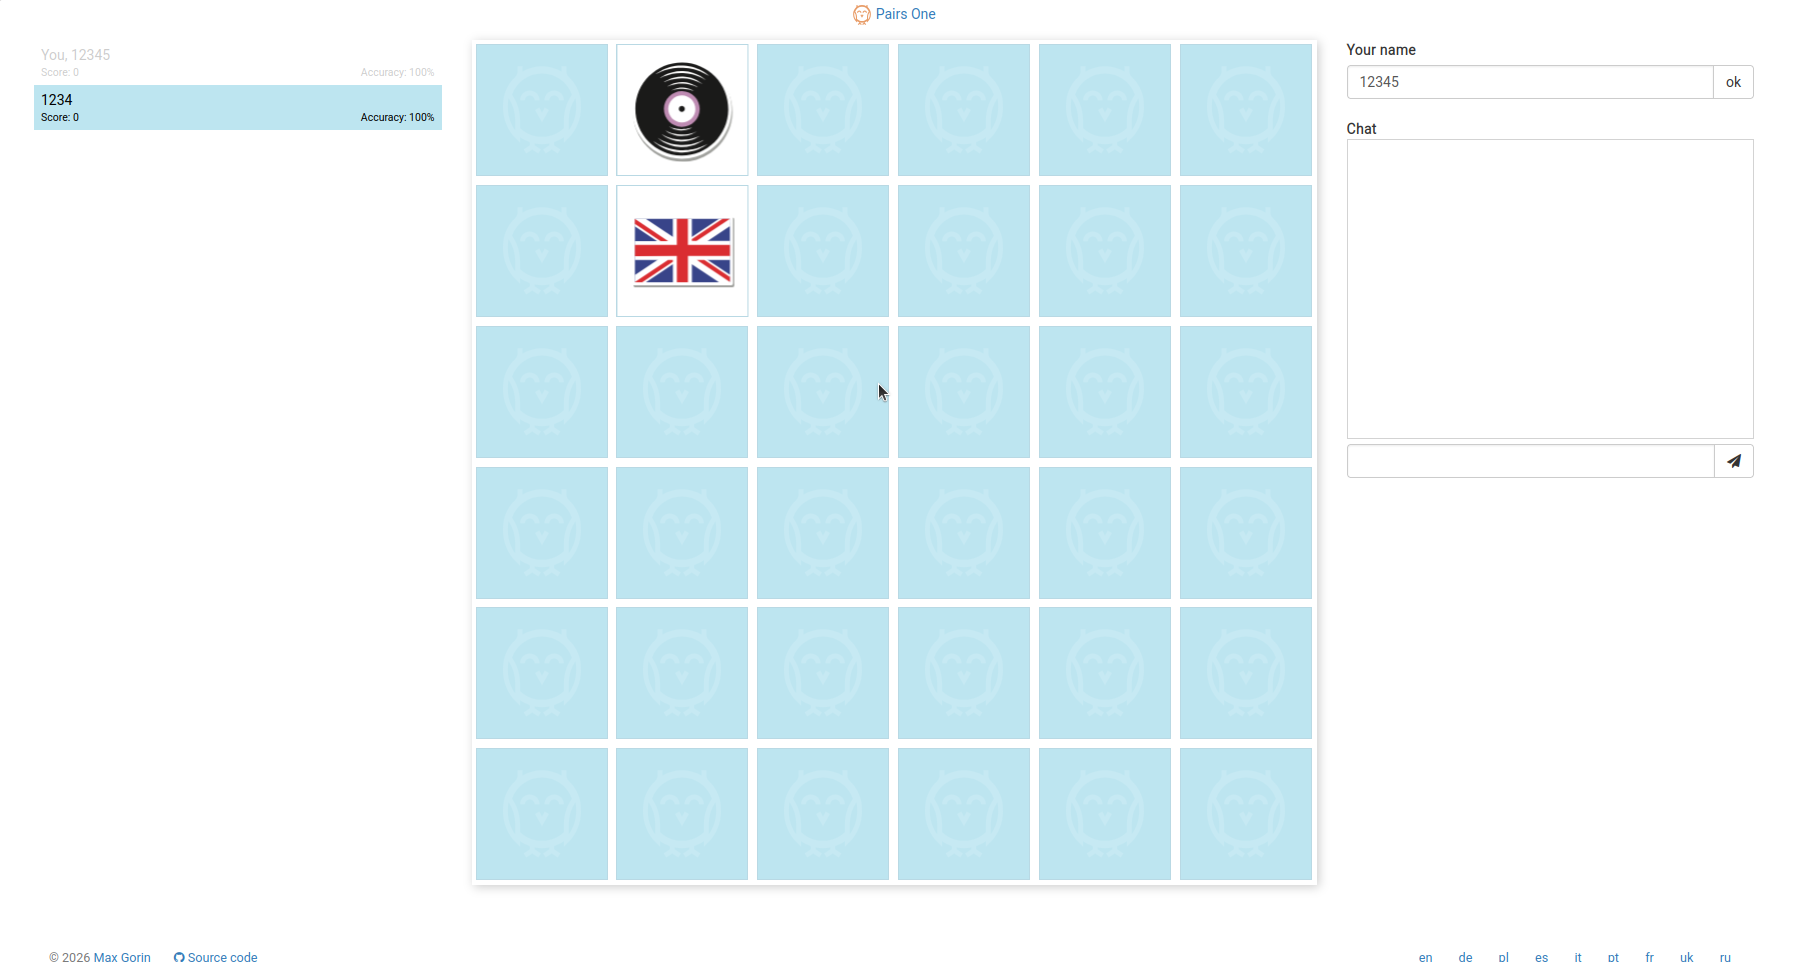 Pairs One
You, 12345
Score: 0 Accuracy: 100%
1234
Score: 0 Accuracy: 100%
Your name
12345 ok
Chat
© 2026 Max Gorin Source code
en de pl es it pt fr uk ru